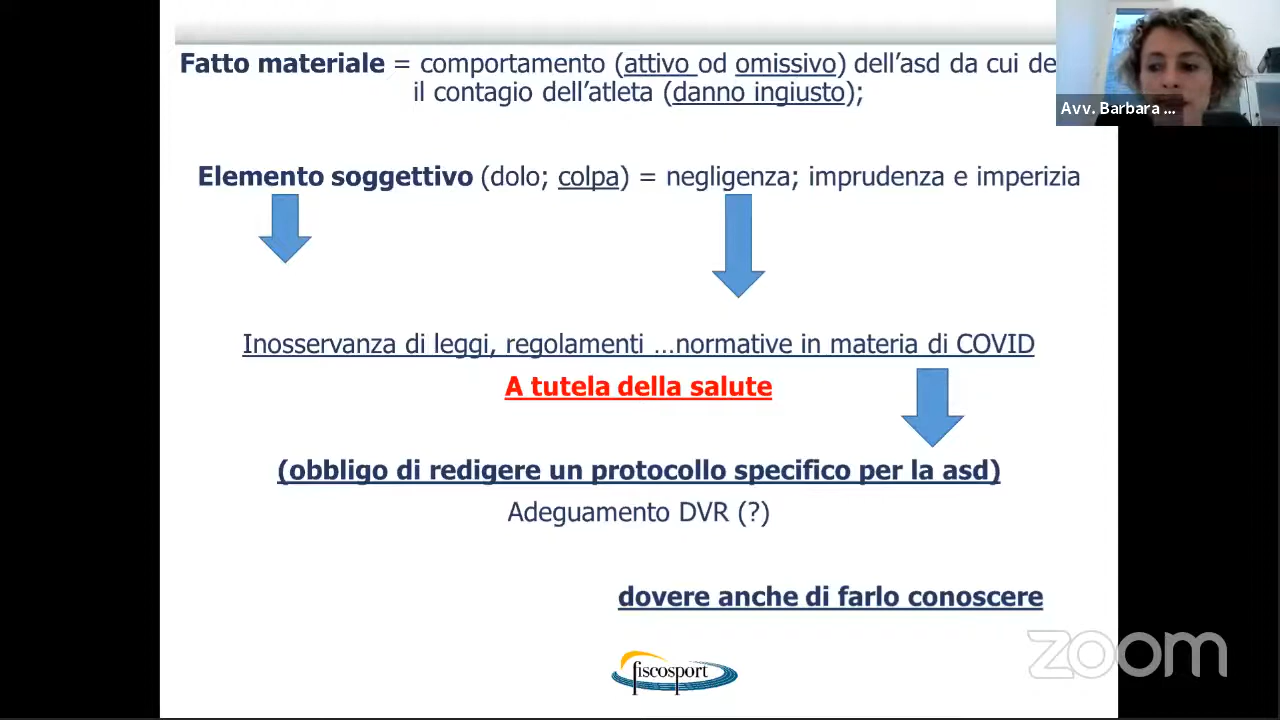 Fatto materiale = comportamento (attivo od omissivo) dell'asd da cui de
il contagio dell'atleta (danno ingiusto);
Avv. Barbara ...
Elemento soggettivo (dolo; colpa) = negligenza; imprudenza e imperizia
Inosservanza di leggi, regolamenti ...normative in materia di COVID
A tutela della salute
(obbligo di redigere un protocollo specifico per la asd)
Adeguamento DVR (?)
dovere anche di farlo conoscere
fiscosport
zoom